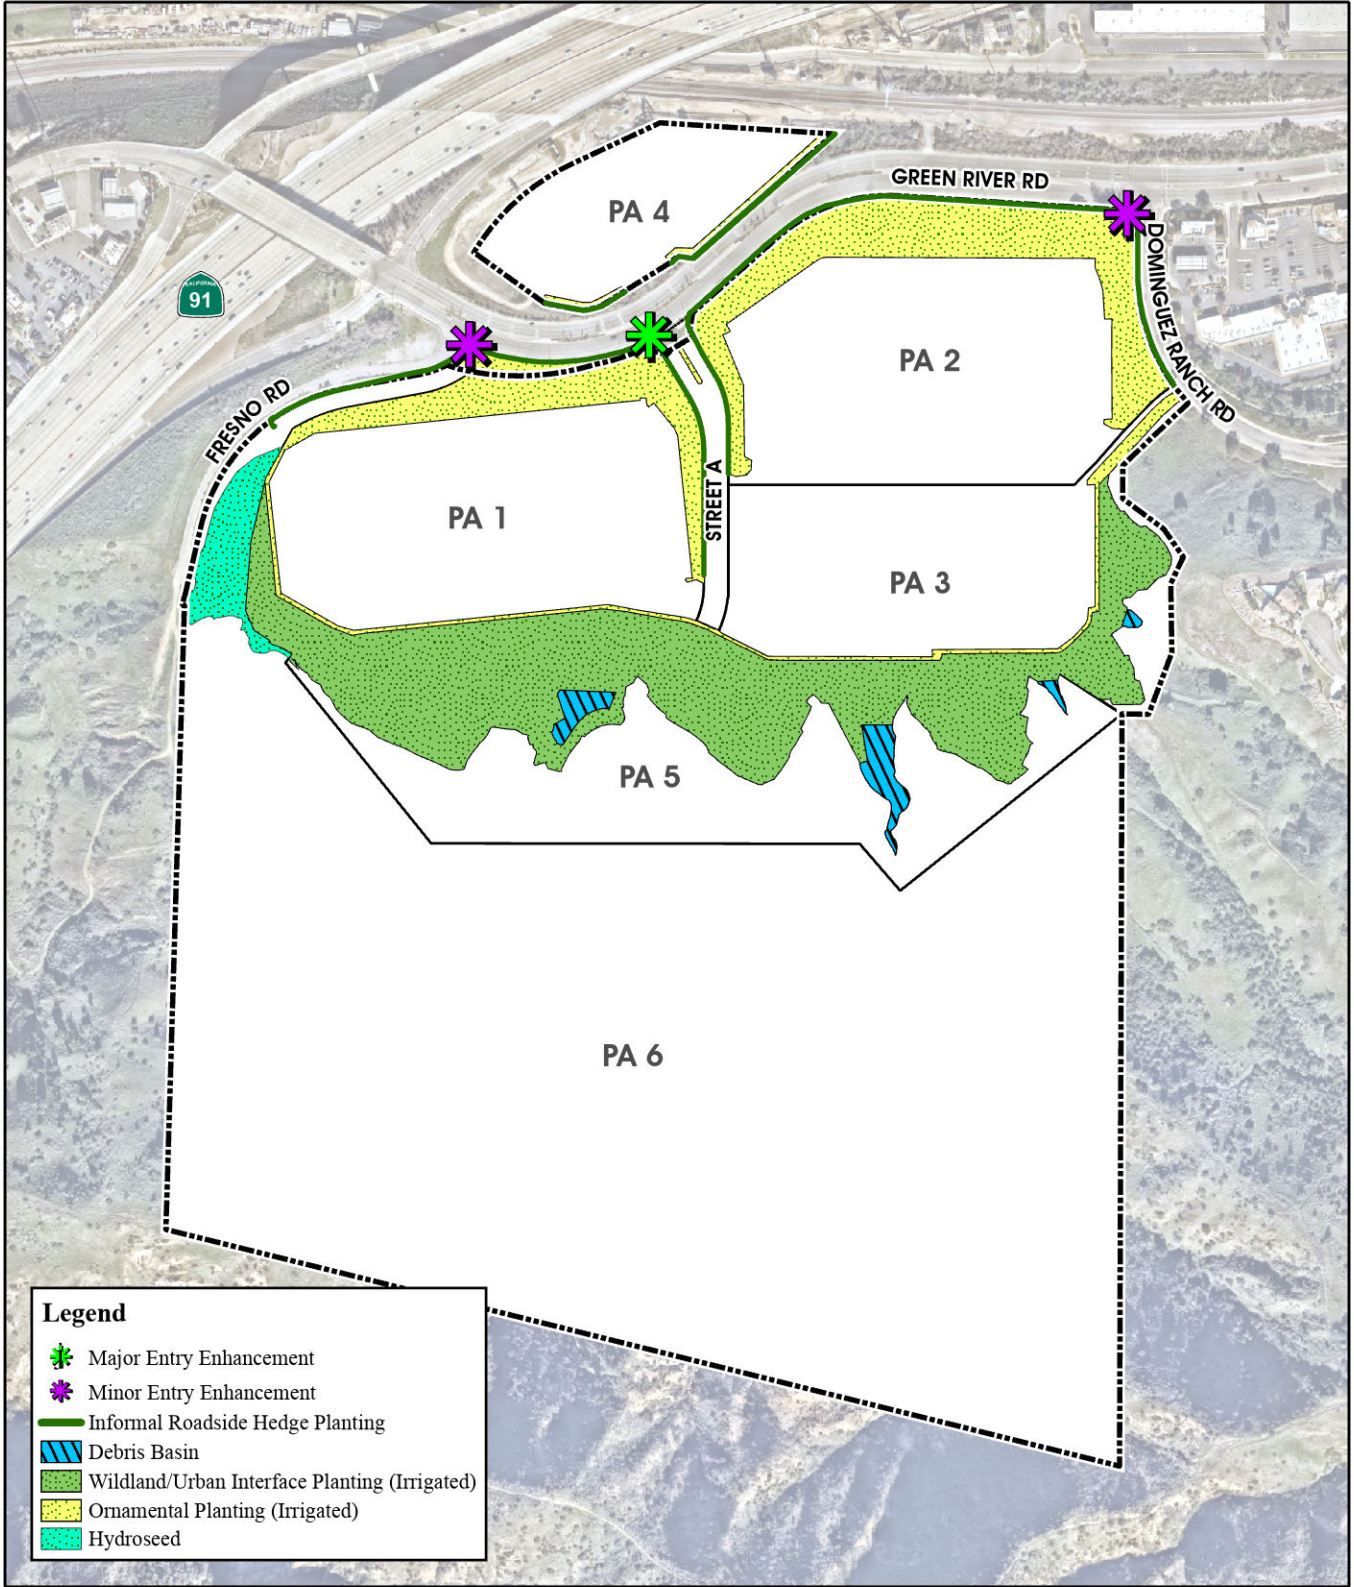 GREEN RIVER RD
PA 4
DOMINGUEZ RANCH RD
CALIFORNIA
91
PA 2
FRESNO RD
STREET A
PA 1
PA 3
PA 5
PA 6
Legend
Major Entry Enhancement
Minor Entry Enhancement
Informal Roadside Hedge Planting
Debris Basin
Wildland/Urban Interface Planting (Irrigated)
Ornamental Planting (Irrigated)
Hydroseed